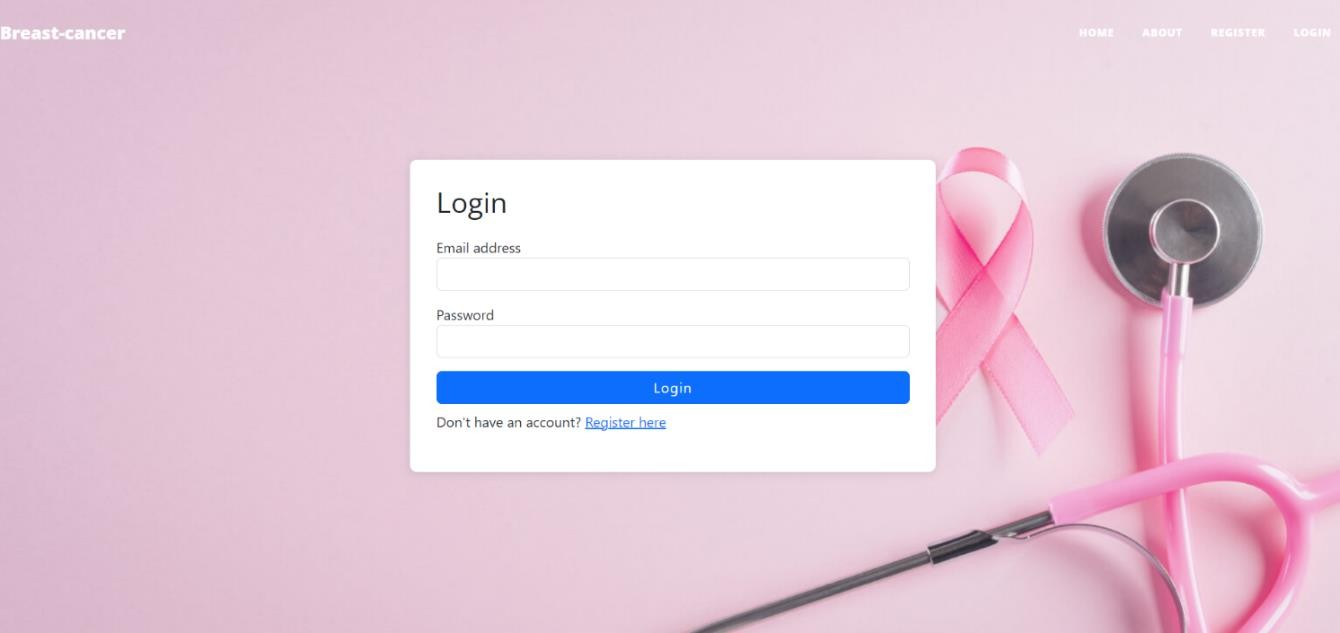 Breast-cancer
HOME ABOUT REGISTER LOGIN
Login
Email address
Password
Login
Don't have an account? Register here